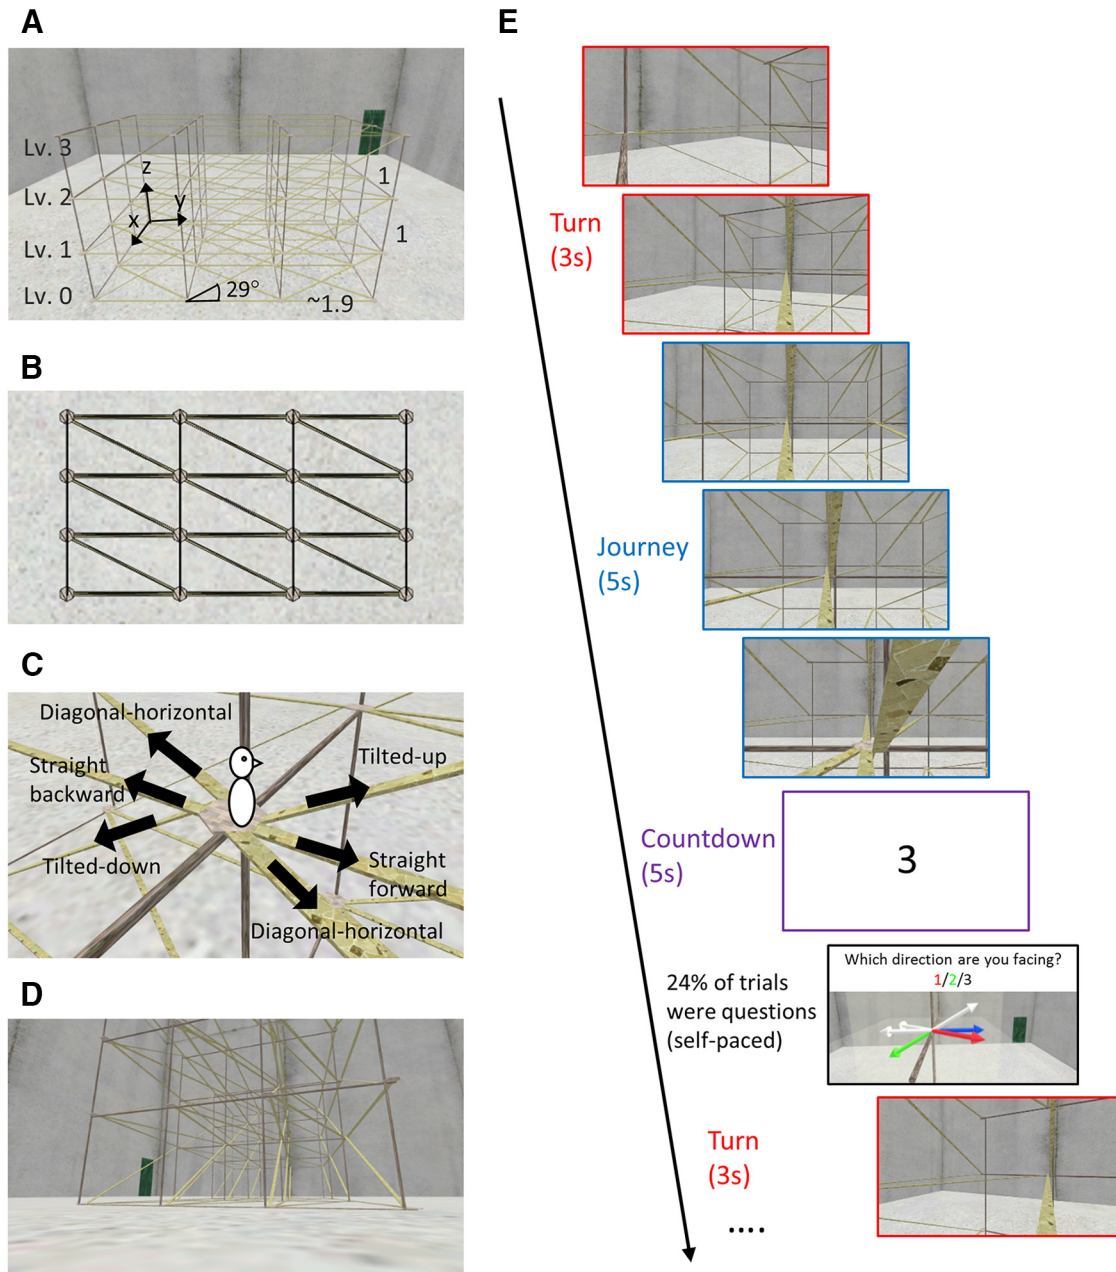 A
Lv. 3
Lv. 2
Lv. 1
Lv. 0
z
y
x
1
1
29°
~1.9
B
C
Diagonal-horizontal
Tilted-up
Straight
backward
Tilted-down
Straight
forward
Diagonal-horizontal
D
E
Turn
(3s)
Journey
(5s)
Countdown
(5s)
3
24% of trials
were questions
(self-paced)
Which direction are you facing?
1/2/3
Turn
(3s)
....